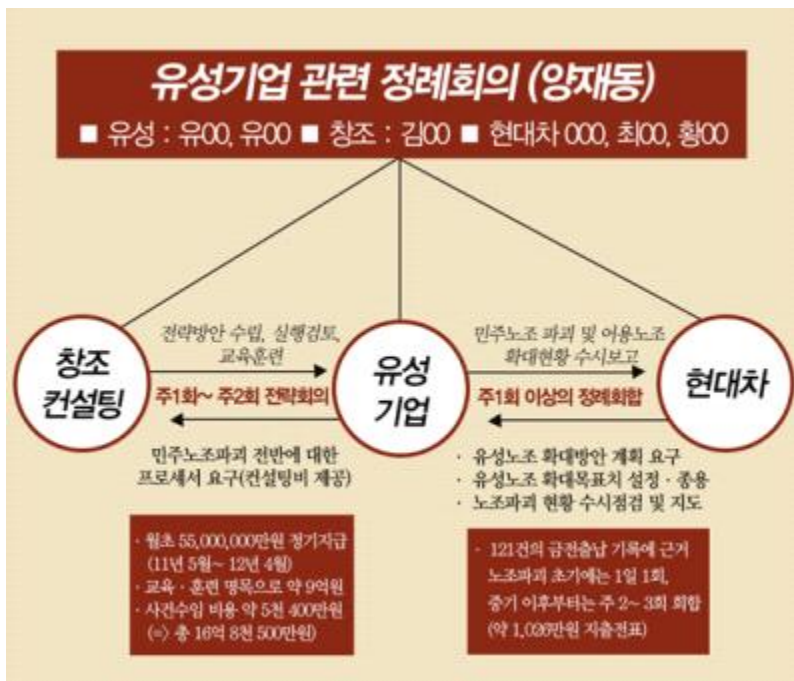 유성기업 관련 정례회의 (양재동)
■ 유성 : 유00, 유00 ■ 창조 : 김00 ■ 현대차 000, 최00, 황00
창조
컨설팅
전략방안 수립, 실행검토,
교육훈련
주1회~ 주2회 전략회의
민주노조파괴 전반에 대한
프로세서 요구(컨설팅비 제공)
유성
기업
민주노조 파괴 및 어용노조
확대현황 수시보고
주1회 이상의 정례회합
· 유성노조 확대방안 계획 요구
· 유성노조 확대목표치 설정 · 종용
· 노조파괴 현황 수시점검 및 지도
현대차
· 월초 55,000,000만원 정기지급
(11년 5월~ 12년 4월)
· 교육 · 훈련 명목으로 약 9억원
· 사건수임 비용 약 5천 400만원
(=> 총 16억 8천 500만원)
· 121건의 금전출납 기록에 근거
노조파괴 초기에는 1일 1회,
중기 이후부터는 주 2~ 3회 회합
(약 1,026만원 지출전표)